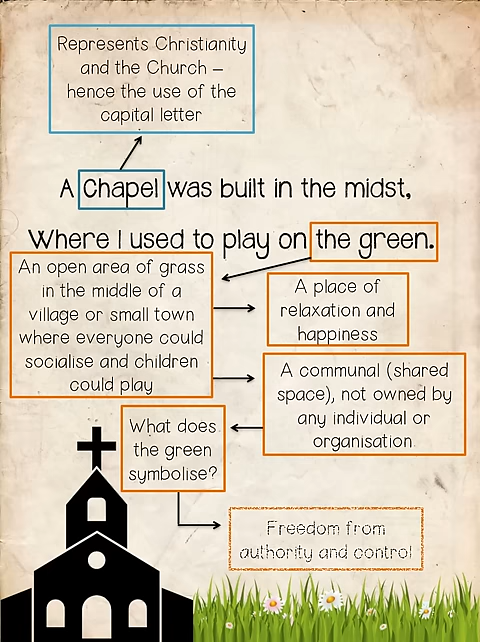 Represents Christianity
and the Church –
hence the use of the
capital letter
A Chapel was built in the midst,
Where I used to play on the green.
An open area of grass
in the middle of a
village or small town
where everyone could
socialise and children
could play
A place of
relaxation and
happiness
A communal (shared
space), not owned by
any individual or
organisation.
What does
the green
symbolise?
Freedom from
authority and control